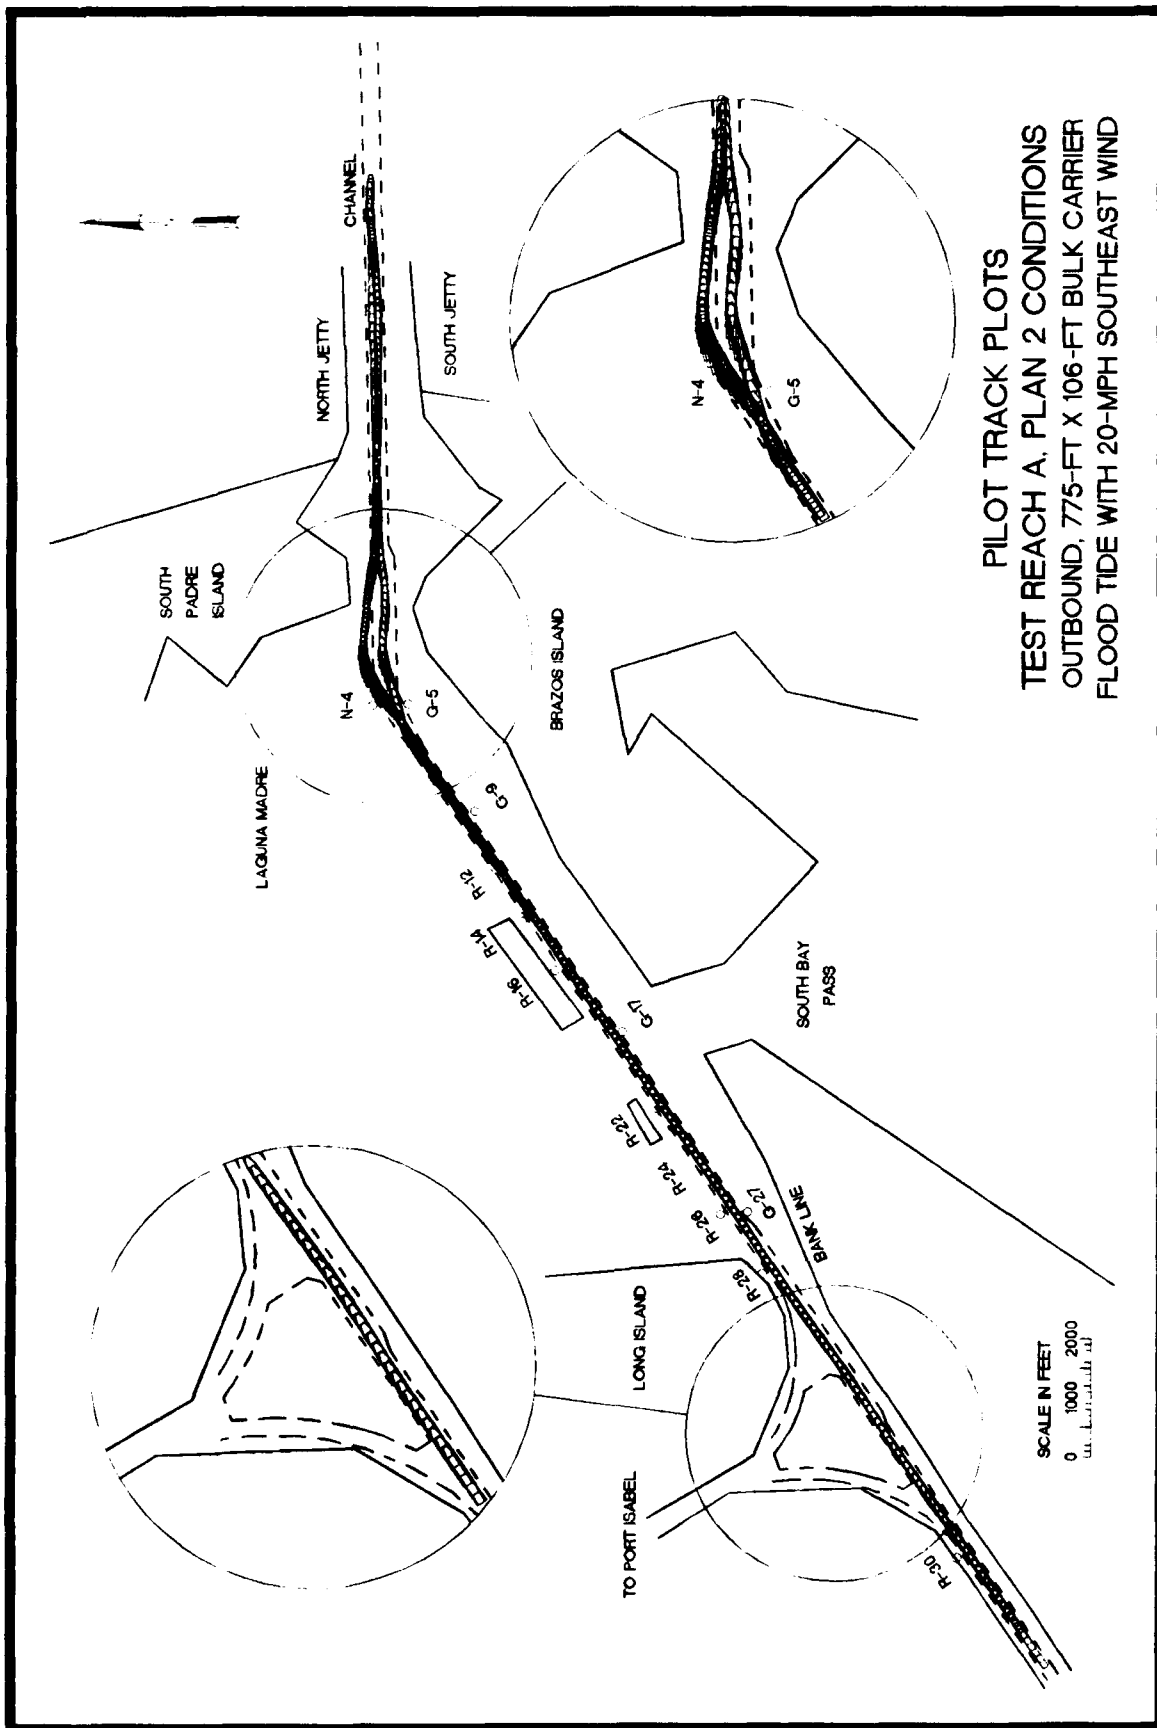 CHANNEL
NORTH JETTY
SOUTH JETTY
SOUTH
PADRE
ISLAND
LAGUNA MADRE
N-4
G-5
G-9
R-12
R-14
R-16
G-17
R-22
R-24
R-26
G-27
R-28
R-30
BRAZOS ISLAND
SOUTH BAY
PASS
BANK LINE
LONG ISLAND
TO PORT ISABEL
N-4
G-5
SCALE IN FEET
0 1000 2000
PILOT TRACK PLOTS
TEST REACH A, PLAN 2 CONDITIONS
OUTBOUND, 775-FT X 106-FT BULK CARRIER
FLOOD TIDE WITH 20-MPH SOUTHEAST WIND